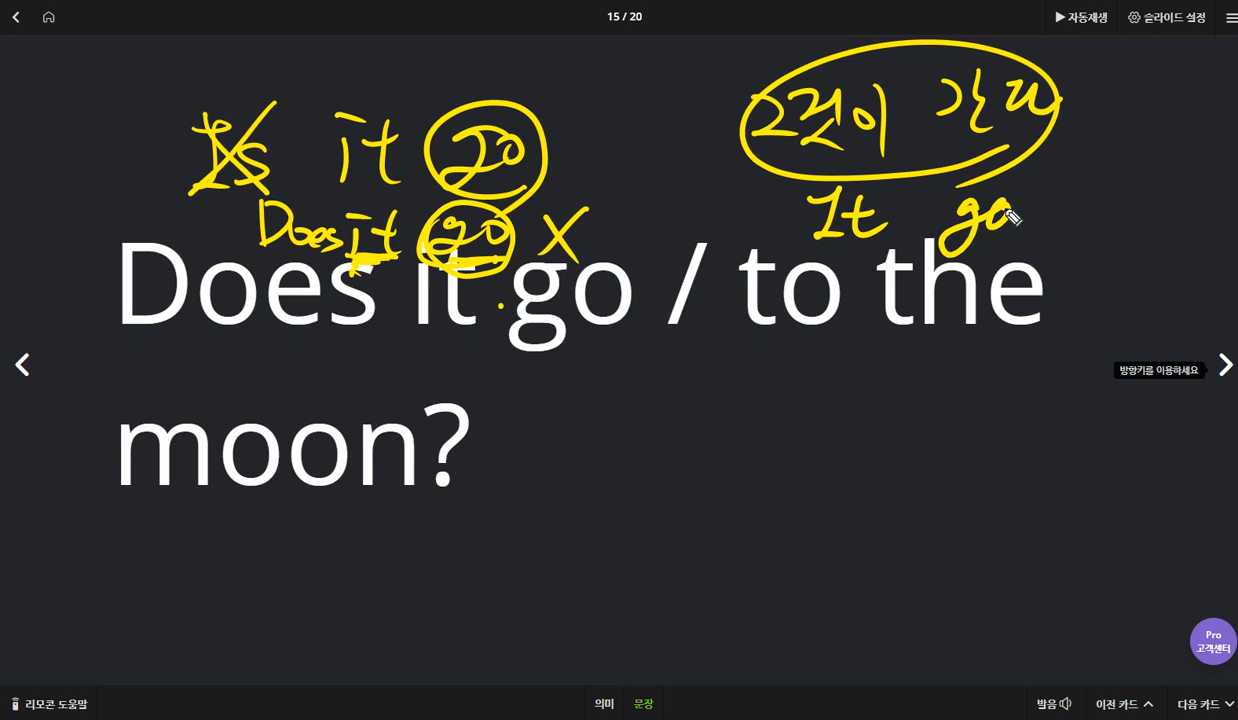 15 / 20
자동재생
슬라이드 설정
Is it go
그것이 간다
Does it go X
It go
Does it go / to the
moon?
방향키를 이용하세요
Pro
고객센터
리모콘 도움말
의미
문장
발음
이전 카드
다음 카드